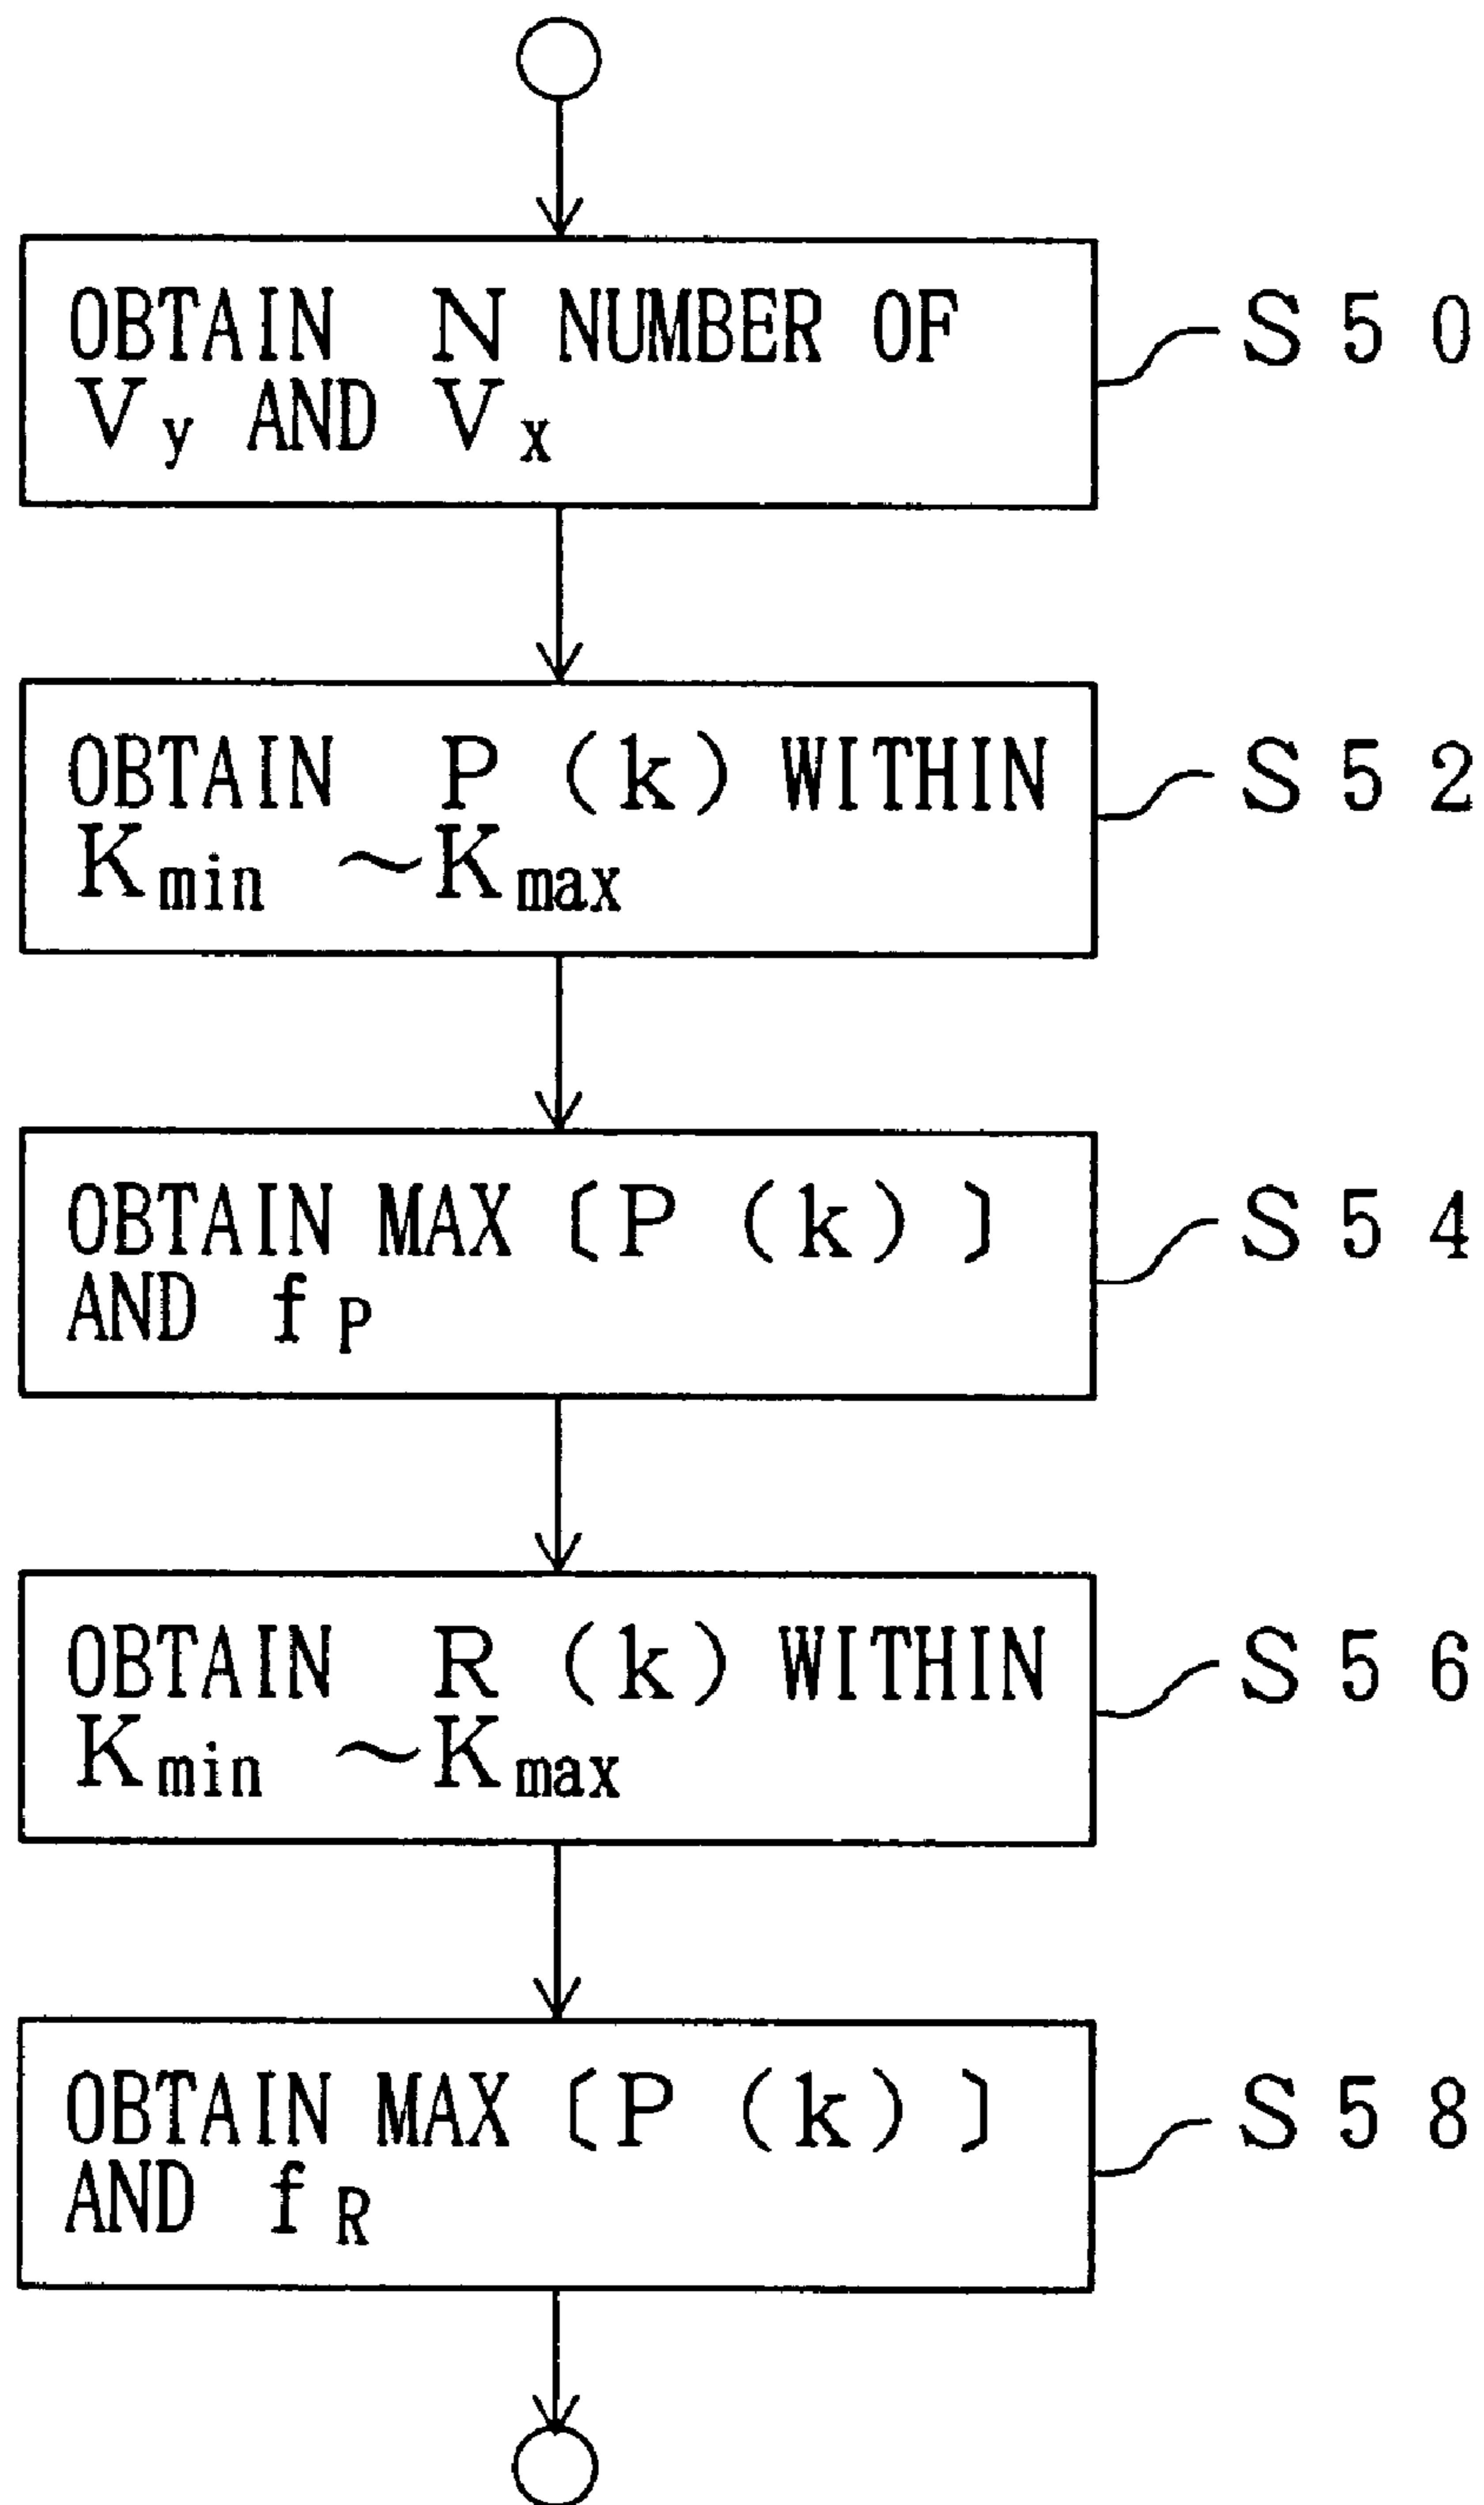 OBTAIN N NUMBER OF
Vy AND Vx
S50
OBTAIN P (k) WITHIN
Kmin ~Kmax
S52
OBTAIN MAX [P (k)]
AND fP
S54
OBTAIN R (k) WITHIN
Kmin ~Kmax
S56
OBTAIN MAX [P (k)]
AND fR
S58